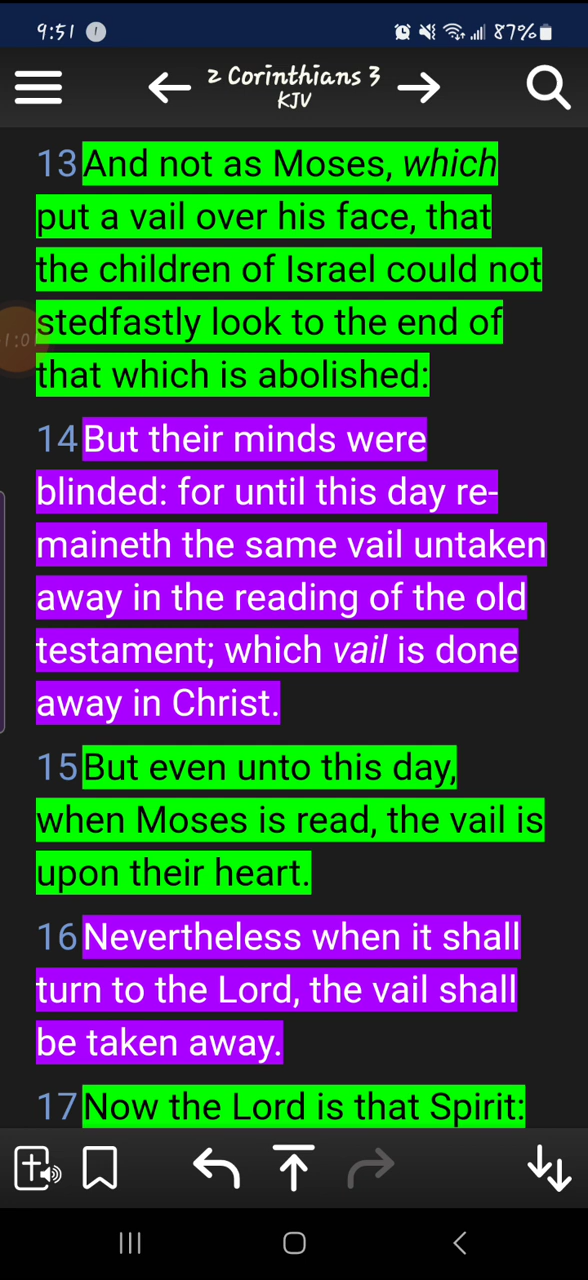 9:51 87%
2 Corinthians 3
KJV
13 And not as Moses, which
put a vail over his face, that
the children of Israel could not
stedfastly look to the end of
that which is abolished:
14 But their minds were
blinded: for until this day re-
maineth the same vail untaken
away in the reading of the old
testament; which vail is done
away in Christ.
15 But even unto this day,
when Moses is read, the vail is
upon their heart.
16 Nevertheless when it shall
turn to the Lord, the vail shall
be taken away.
17 Now the Lord is that Spirit: